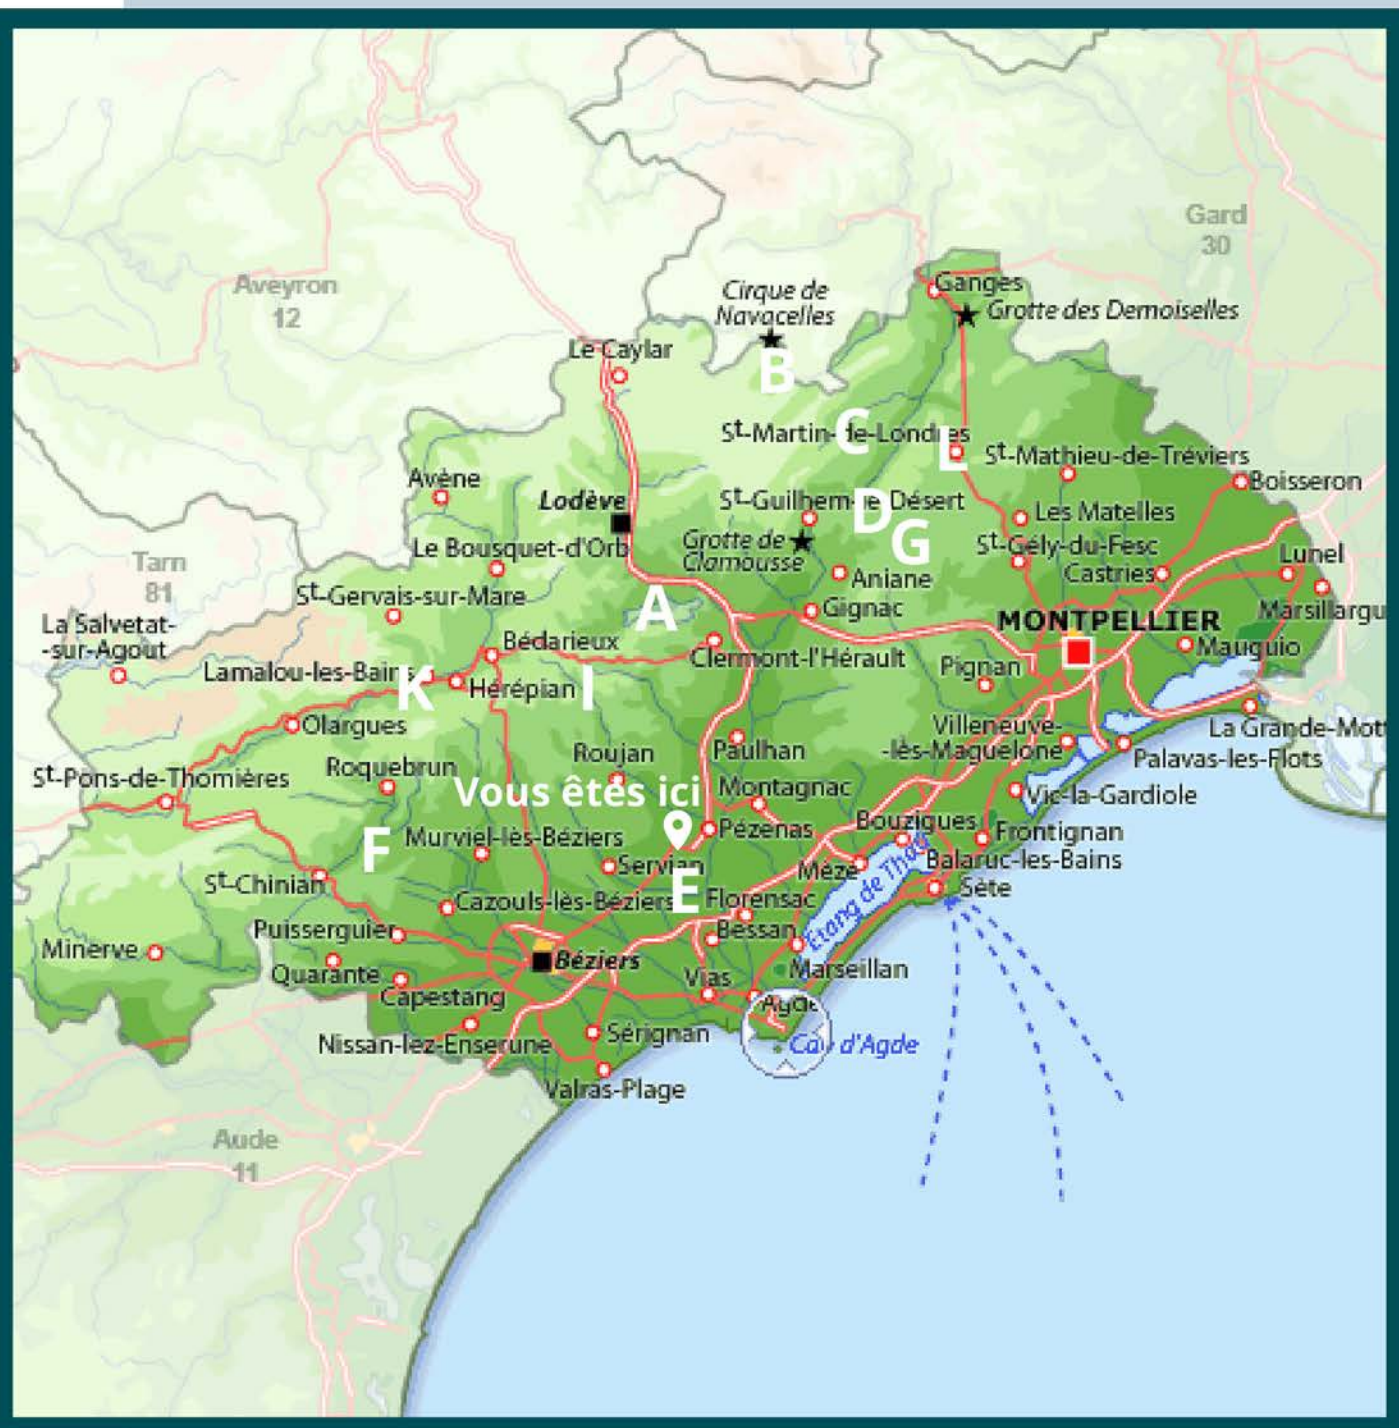 Gard
30
Aveyron
12
Cirque de
Navacelles
Ganges
Grotte des Demoiselles
Le Caylar
B
C
St-Martin-de-Londres
L
St-Mathieu-de-Tréviers
Avène
Boisseron
Lodève
St-Guilhem-le Désert
D
Les Matelles
G
Le Bousquet-d'Orb
Grotte de
Clamousse
St-Gély-du-Fesc
Lunel
Tarn
81
Castries
Aniane
St-Gervais-sur-Mare
A
Gignac
Marsillargu
MONTPELLIER
La Salvetat-
-sur-Agout
Bédarieux
Mauguio
Clermont-l'Hérault
Pignan
Lamalou-les-Bains
K
Hérépian
I
Olargues
La Grande-Mott
Villeneuve-
-lès-Maguelone
Paulhan
Roujan
Palavas-les-Flots
Roquebrun
St-Pons-de-Thomières
Vous êtes ici
Montagnac
Vic-la-Gardiole
Bouzigues
Pézenas
Frontignan
Murviel-lès-Béziers
F
Servian
Balaruc-les-Bains
Mèze
St-Chinian
E
Sète
Étang de Thau
Cazouls-lès-Béziers
Florensac
Puisserguier
Bessan
Minerve
Béziers
Quarante
Marseillan
Vias
Capestang
Agde
Sérignan
Nissan-lez-Enserune
Cap d'Agde
Valras-Plage
Aude
11